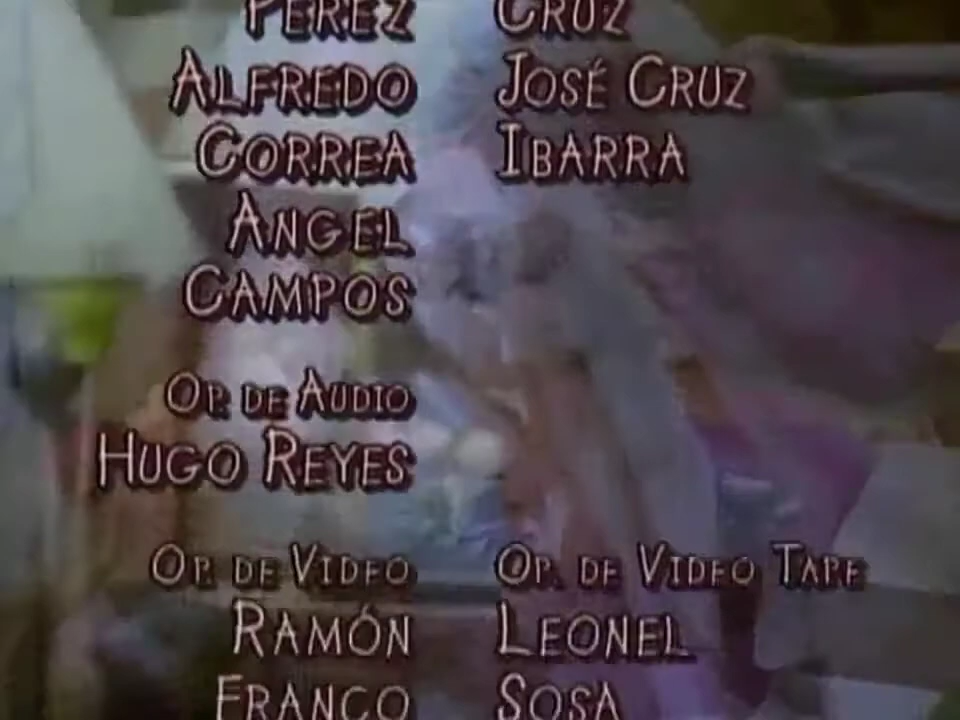 PEREZ
ALFREDO
CORREA
ANGEL
CAMPOS
CRUZ
JOSÉ CRUZ
IBARRA
OP. DE AUDIO
HUGO REYES
OP. DE VIDEO
RAMÓN
FRANCO
OP. DE VIDEO TAPE
LEONEL
SOSA